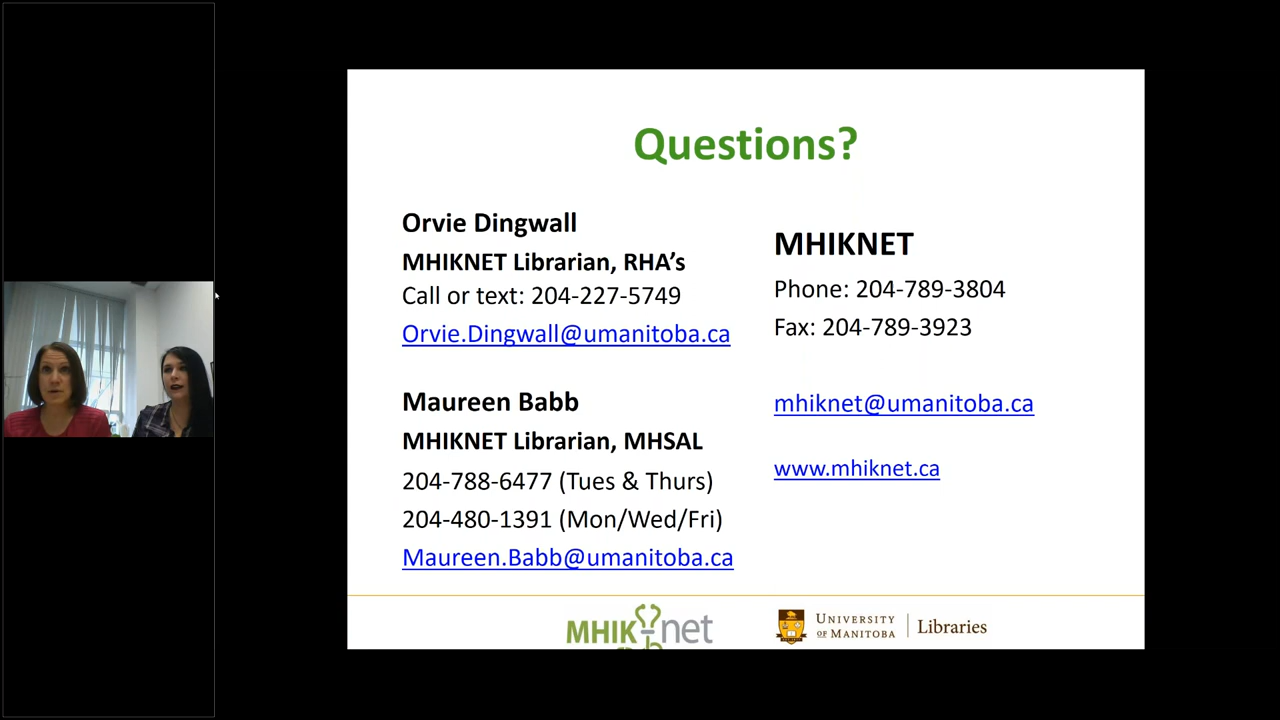 Questions?
Orvie Dingwall
MHIKNET Librarian, RHA’s
Call or text: 204-227-5749
Orvie.Dingwall@umanitoba.ca
Maureen Babb
MHIKNET Librarian, MHSAL
204-788-6477 (Tues & Thurs)
204-480-1391 (Mon/Wed/Fri)
Maureen.Babb@umanitoba.ca
MHIKNET
Phone: 204-789-3804
Fax: 204-789-3923
mhiknet@umanitoba.ca
www.mhiknet.ca
MHIK net
UNIVERSITY
OF MANITOBA
Libraries